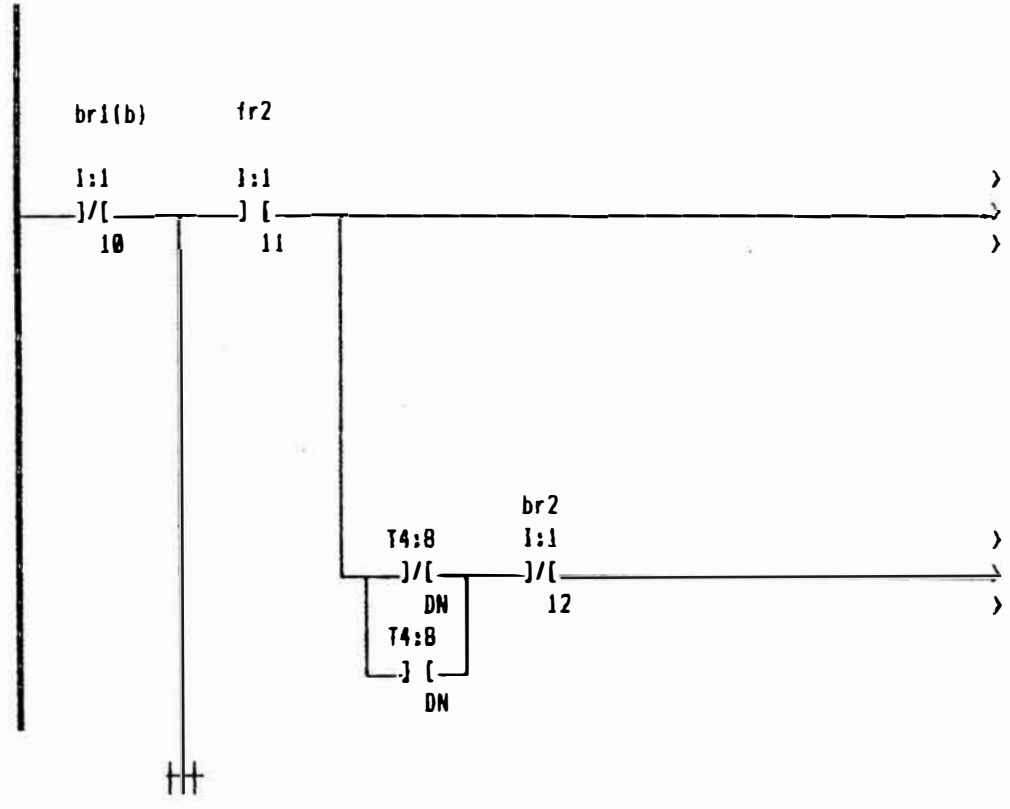 br1(b) fr2
I:1 I:1
]/[ ] [
10 11
br2
T4:8 I:1
]/[ ]/[
DN 12
T4:8
] [
DN